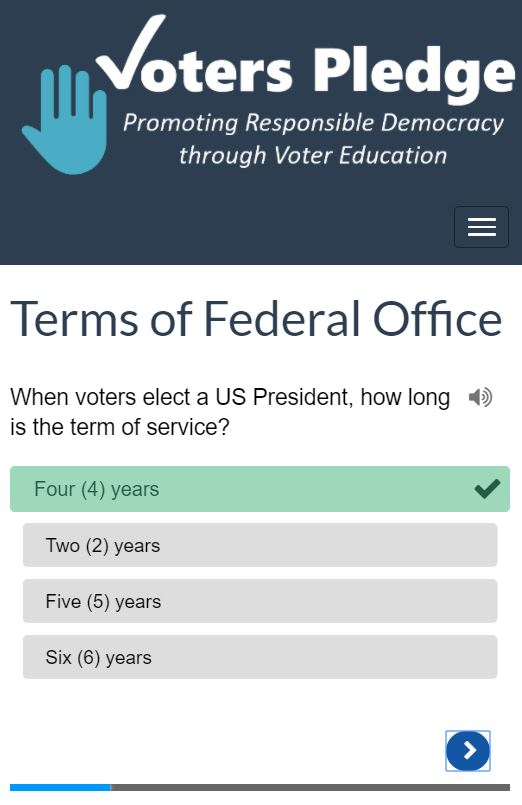 Voters Pledge
Promoting Responsible Democracy
through Voter Education
Terms of Federal Office
When voters elect a US President, how long
is the term of service?
Four (4) years
Two (2) years
Five (5) years
Six (6) years